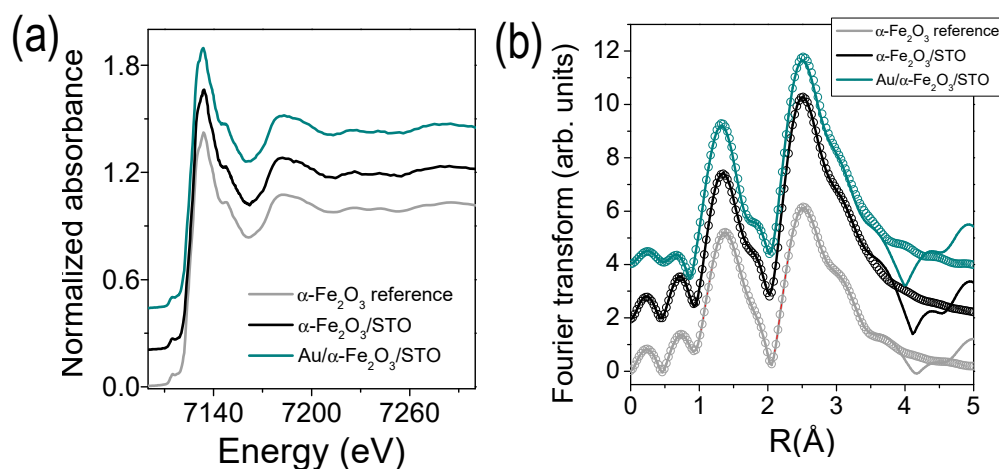 (a)
Normalized absorbance
1.8
1.2
0.6
0.0
α-Fe₂O₃ reference
α-Fe₂O₃/STO
Au/α-Fe₂O₃/STO
7140 7200 7260
Energy (eV)
(b)
Fourier transform (arb. units)
12
10
8
6
4
2
0
α-Fe₂O₃ reference
α-Fe₂O₃/STO
Au/α-Fe₂O₃/STO
0 1 2 3 4 5
R(Å)